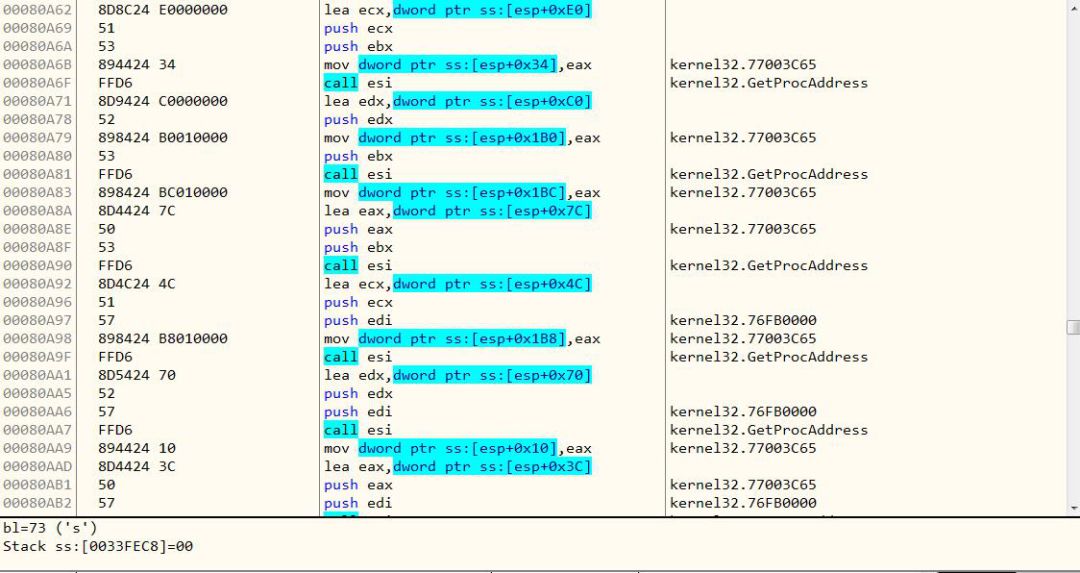 00080A62 8D8C24 E0000000 lea ecx,dword ptr ss:[esp+0xE0]
00080A69 51 push ecx
00080A6A 53 push ebx
00080A6B 894424 34 mov dword ptr ss:[esp+0x34],eax kernel32.77003C65
00080A6F FFD6 call esi kernel32.GetProcAddress
00080A71 8D9424 C0000000 lea edx,dword ptr ss:[esp+0xC0]
00080A78 52 push edx
00080A79 898424 B0010000 mov dword ptr ss:[esp+0x1B0],eax kernel32.77003C65
00080A80 53 push ebx
00080A81 FFD6 call esi kernel32.GetProcAddress
00080A83 898424 BC010000 mov dword ptr ss:[esp+0x1BC],eax kernel32.77003C65
00080A8A 8D4424 7C lea eax,dword ptr ss:[esp+0x7C]
00080A8E 50 push eax kernel32.77003C65
00080A8F 53 push ebx
00080A90 FFD6 call esi kernel32.GetProcAddress
00080A92 8D4C24 4C lea ecx,dword ptr ss:[esp+0x4C]
00080A96 51 push ecx
00080A97 57 push edi kernel32.76FB0000
00080A98 898424 B8010000 mov dword ptr ss:[esp+0x1B8],eax kernel32.77003C65
00080A9F FFD6 call esi kernel32.GetProcAddress
00080AA1 8D5424 70 lea edx,dword ptr ss:[esp+0x70]
00080AA5 52 push edx
00080AA6 57 push edi kernel32.76FB0000
00080AA7 FFD6 call esi kernel32.GetProcAddress
00080AA9 894424 10 mov dword ptr ss:[esp+0x10],eax kernel32.77003C65
00080AAD 8D4424 3C lea eax,dword ptr ss:[esp+0x3C]
00080AB1 50 push eax kernel32.77003C65
00080AB2 57 push edi kernel32.76FB0000
bl=73 ('s')
Stack ss:[0033FEC8]=00